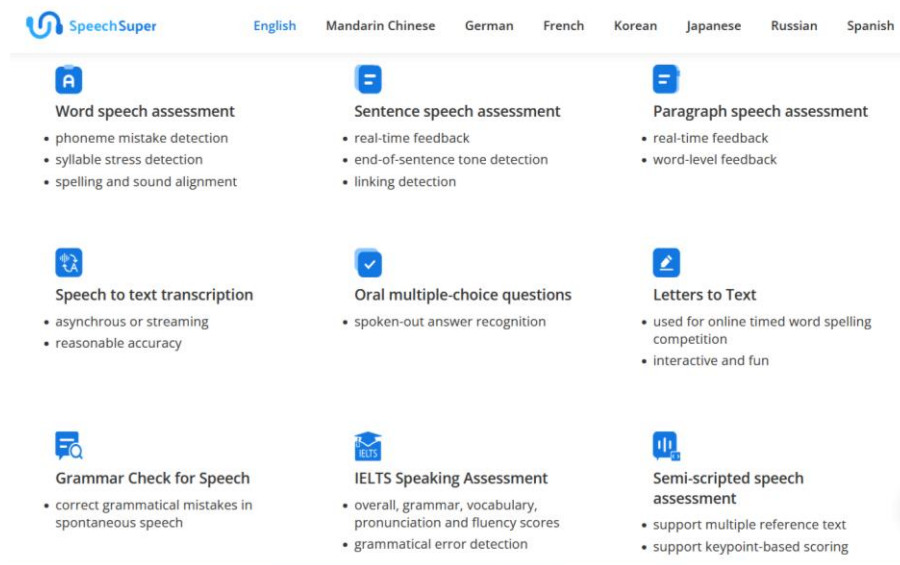 SpeechSuper
English Mandarin Chinese German French Korean Japanese Russian Spanish
A
Word speech assessment
• phoneme mistake detection
• syllable stress detection
• spelling and sound alignment
Sentence speech assessment
• real-time feedback
• end-of-sentence tone detection
• linking detection
Paragraph speech assessment
• real-time feedback
• word-level feedback
A
Speech to text transcription
• asynchrous or streaming
• reasonable accuracy
Oral multiple-choice questions
• spoken-out answer recognition
Letters to Text
• used for online timed word spelling
competition
• interactive and fun
Grammar Check for Speech
• correct grammatical mistakes in
spontaneous speech
IELTS
IELTS Speaking Assessment
• overall, grammar, vocabulary,
pronunciation and fluency scores
• grammatical error detection
Semi-scripted speech
assessment
• support multiple reference text
• support keypoint-based scoring